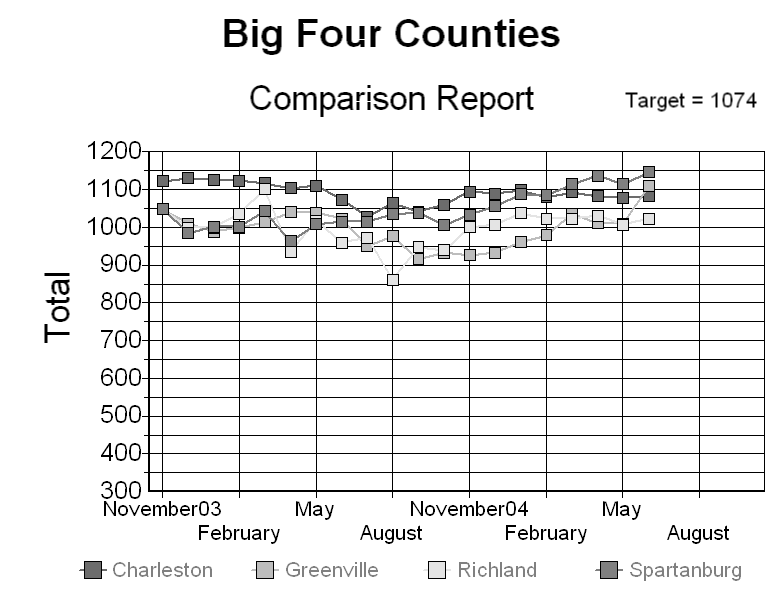 Big Four Counties
Comparison Report
Target = 1074
Total
1200
1100
1000
900
800
700
600
500
400
300
November03 May November04 May
February August February August
Charleston Greenville Richland Spartanburg